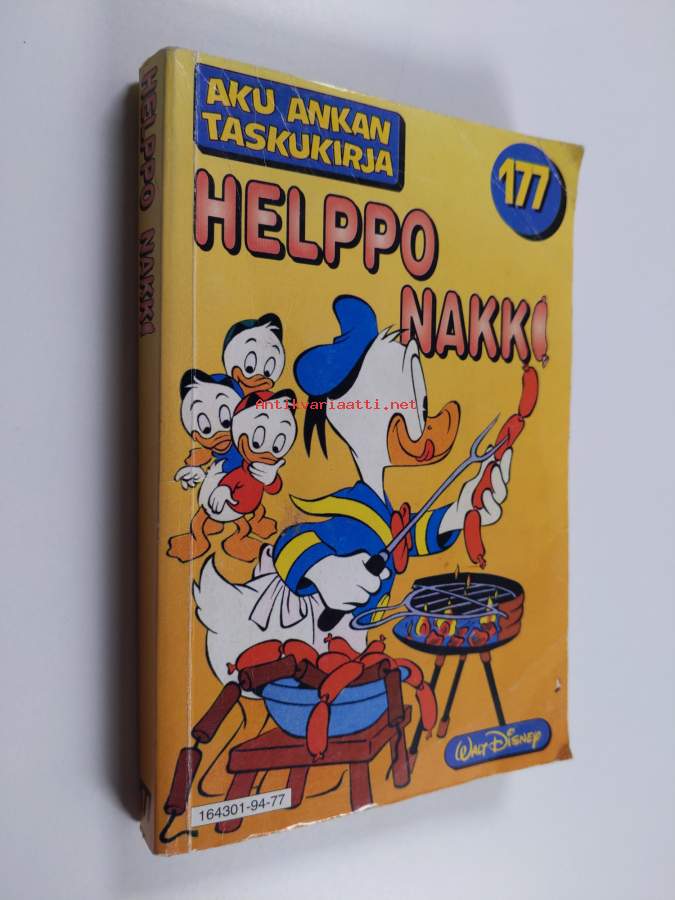 AKU ANKAN
TASKUKIRJA
177
HELPPO
NAKKI
Antikvariaatti.net
WALT DISNEY
164301-94-77
HELPPO NAKKI